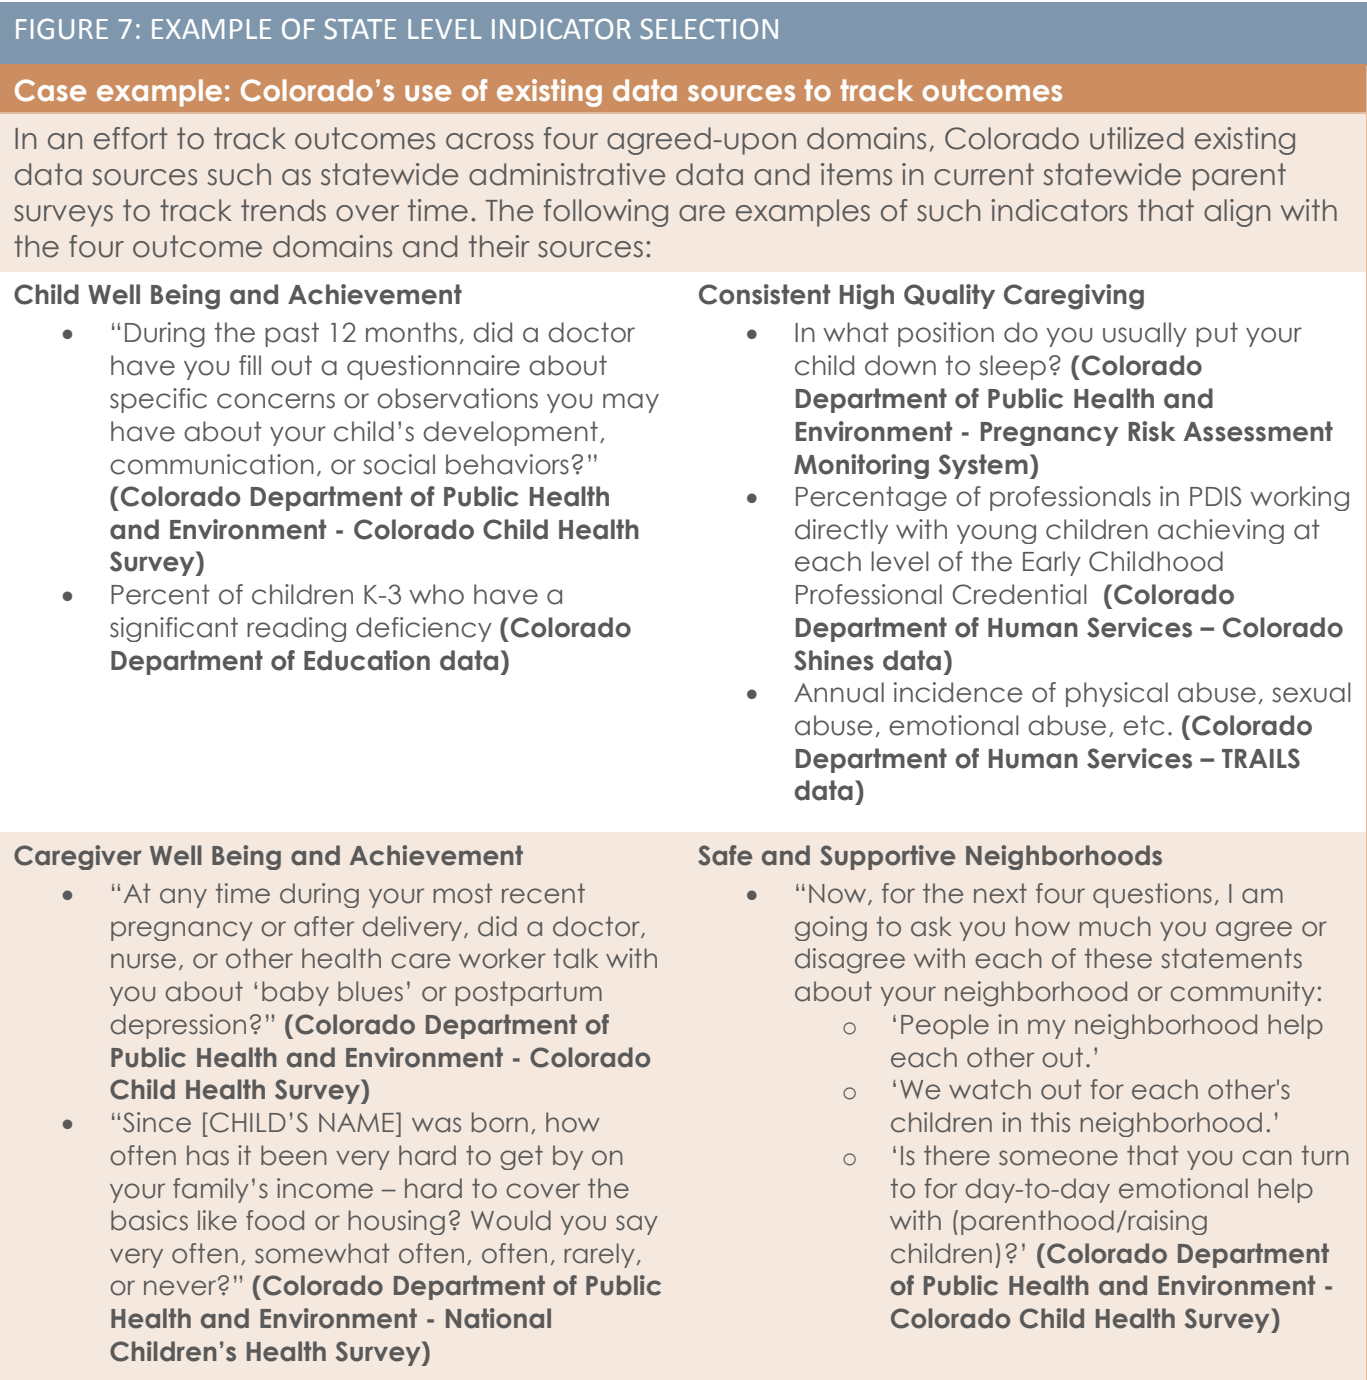 FIGURE 7: EXAMPLE OF STATE LEVEL INDICATOR SELECTION
Case example: Colorado’s use of existing data sources to track outcomes
In an effort to track outcomes across four agreed-upon domains, Colorado utilized existing
data sources such as statewide administrative data and items in current statewide parent
surveys to track trends over time. The following are examples of such indicators that align with
the four outcome domains and their sources:
Child Well Being and Achievement
• “During the past 12 months, did a doctor
have you fill out a questionnaire about
specific concerns or observations you may
have about your child’s development,
communication, or social behaviors?”
(Colorado Department of Public Health
and Environment - Colorado Child Health
Survey)
• Percent of children K-3 who have a
significant reading deficiency (Colorado
Department of Education data)
Consistent High Quality Caregiving
• In what position do you usually put your
child down to sleep? (Colorado
Department of Public Health and
Environment - Pregnancy Risk Assessment
Monitoring System)
• Percentage of professionals in PDIS working
directly with young children achieving at
each level of the Early Childhood
Professional Credential (Colorado
Department of Human Services – Colorado
Shines data)
• Annual incidence of physical abuse, sexual
abuse, emotional abuse, etc. (Colorado
Department of Human Services – TRAILS
data)
Caregiver Well Being and Achievement
• “At any time during your most recent
pregnancy or after delivery, did a doctor,
nurse, or other health care worker talk with
you about ‘baby blues’ or postpartum
depression?” (Colorado Department of
Public Health and Environment - Colorado
Child Health Survey)
• “Since [CHILD’S NAME] was born, how
often has it been very hard to get by on
your family’s income – hard to cover the
basics like food or housing? Would you say
very often, somewhat often, often, rarely,
or never?” (Colorado Department of Public
Health and Environment - National
Children’s Health Survey)
Safe and Supportive Neighborhoods
• “Now, for the next four questions, I am
going to ask you how much you agree or
disagree with each of these statements
about your neighborhood or community:
o ‘People in my neighborhood help
each other out.’
o ‘We watch out for each other's
children in this neighborhood.’
o ‘Is there someone that you can turn
to for day-to-day emotional help
with (parenthood/raising
children)?’ (Colorado Department
of Public Health and Environment -
Colorado Child Health Survey)